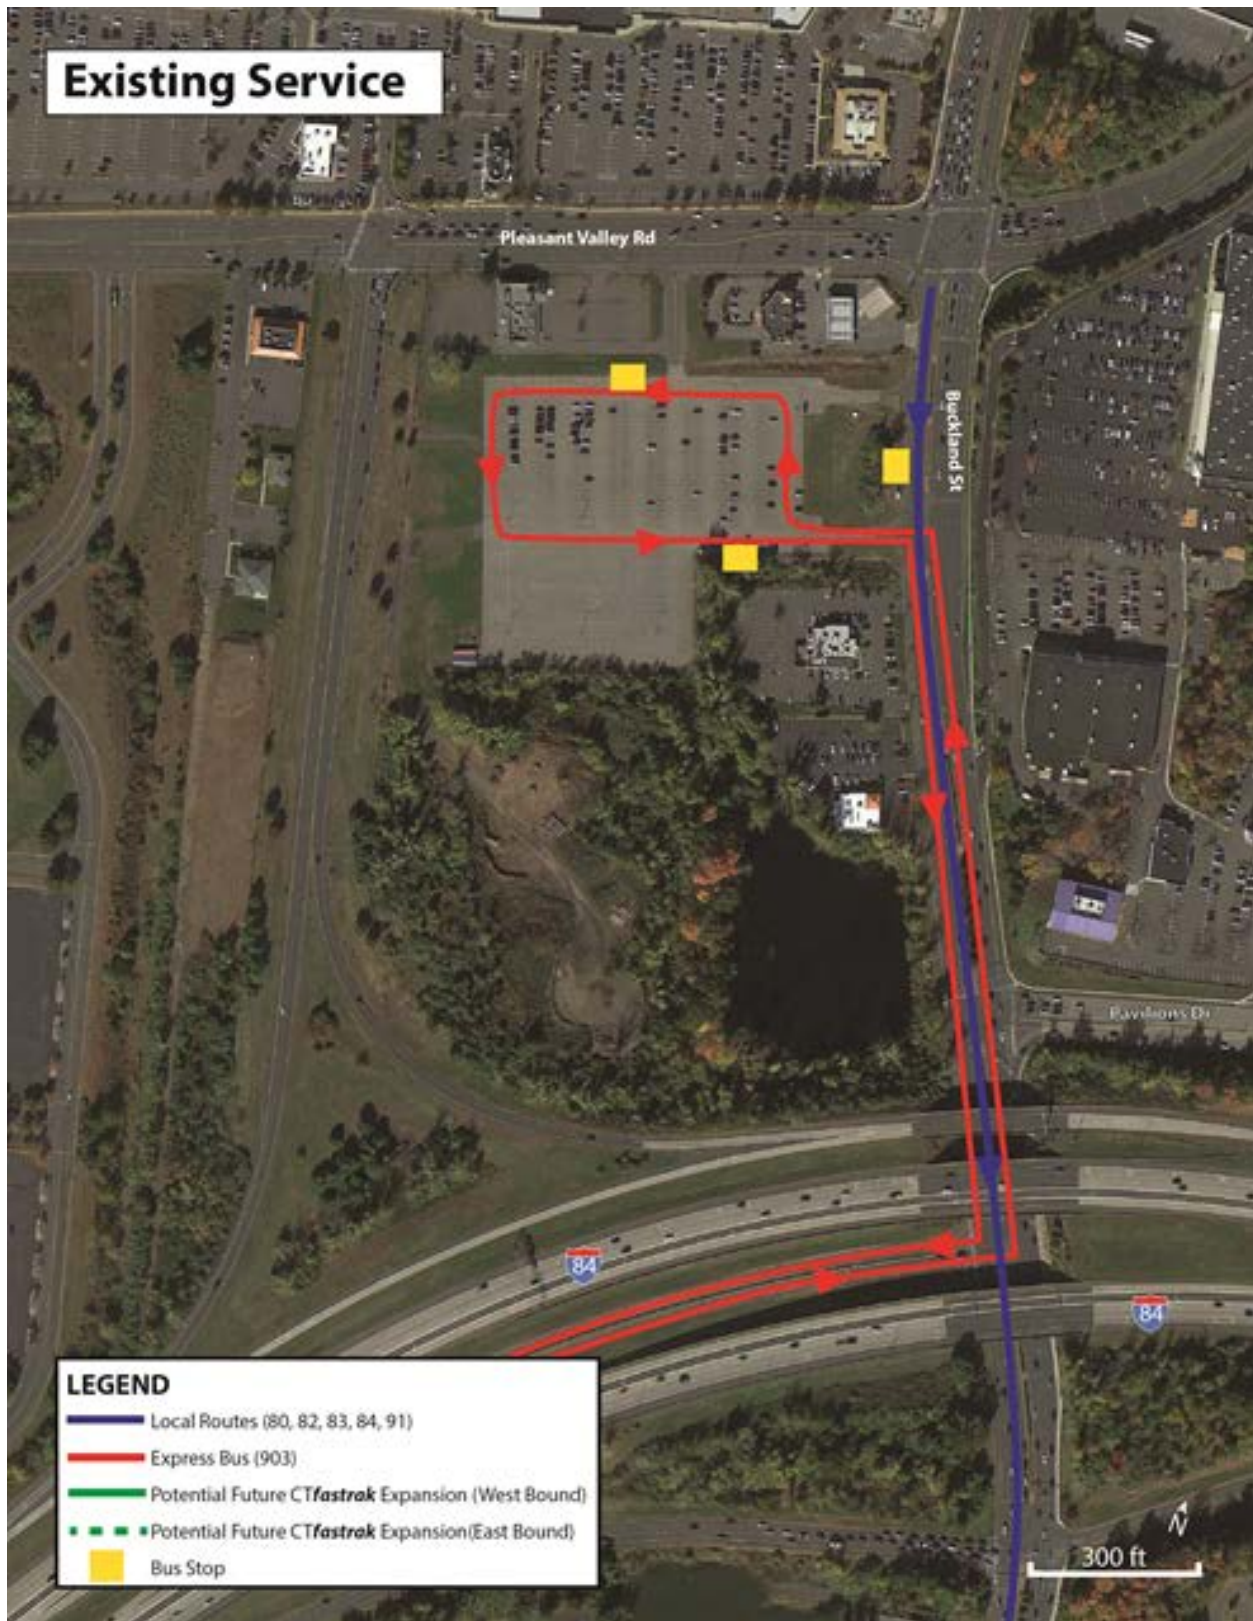 Existing Service
Pleasant Valley Rd
Buckland St
Pavilions Dr
84
84
LEGEND
Local Routes (80, 82, 83, 84, 91)
Express Bus (903)
Potential Future CTfastrak Expansion (West Bound)
Potential Future CTfastrak Expansion(East Bound)
Bus Stop
N
300 ft